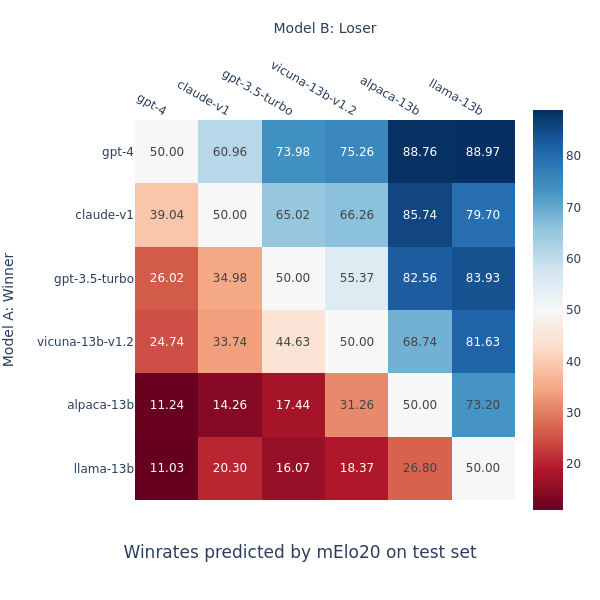 Model B: Loser
gpt-4
claude-v1
gpt-3.5-turbo
vicuna-13b-v1.2
alpaca-13b
llama-13b
Model A: Winner
gpt-4 50.00 60.96 73.98 75.26 88.76 88.97
claude-v1 39.04 50.00 65.02 66.26 85.74 79.70
gpt-3.5-turbo 26.02 34.98 50.00 55.37 82.56 83.93
vicuna-13b-v1.2 24.74 33.74 44.63 50.00 68.74 81.63
alpaca-13b 11.24 14.26 17.44 31.26 50.00 73.20
llama-13b 11.03 20.30 16.07 18.37 26.80 50.00
80
70
60
50
40
30
20
Winrates predicted by mElo20 on test set